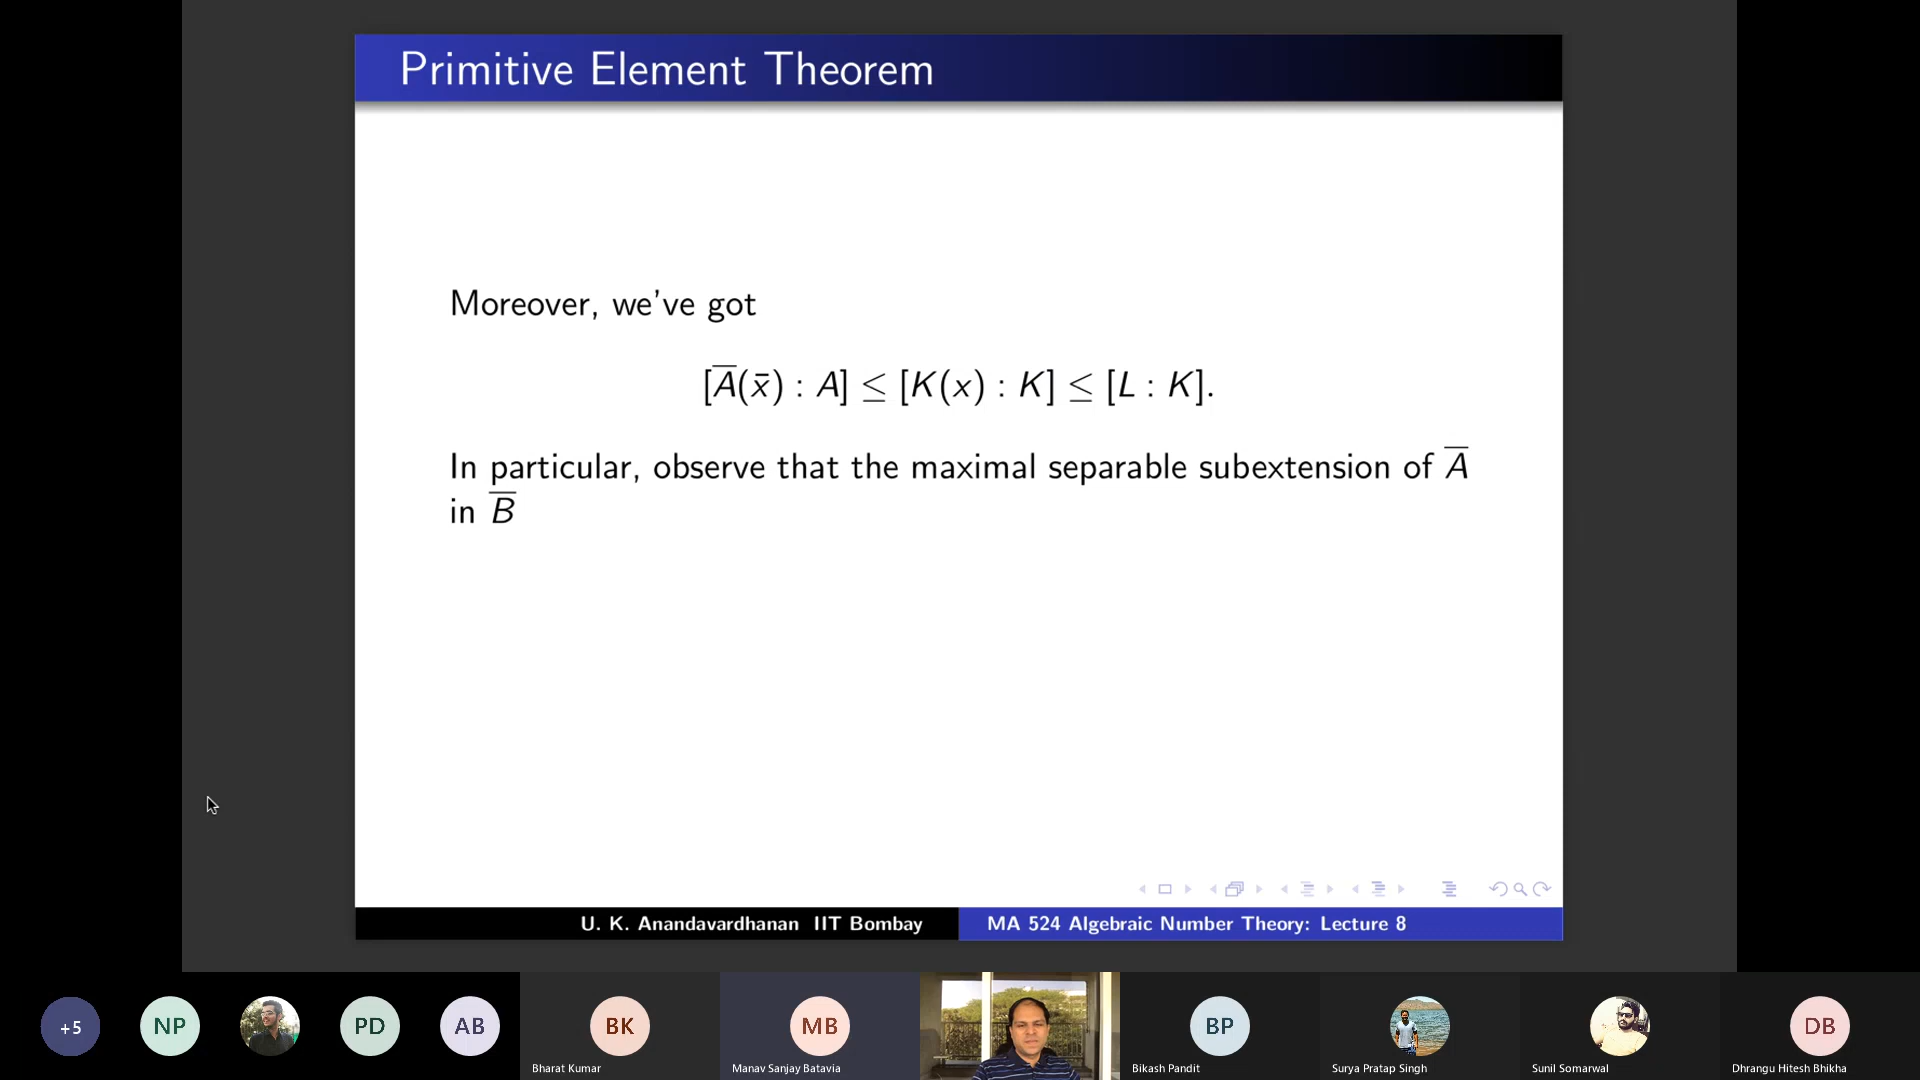 Primitive Element Theorem
Moreover, we've got
[A̅(x̄) : A] ≤ [K(x) : K] ≤ [L : K].
In particular, observe that the maximal separable subextension of A̅
in B̅
U. K. Anandavardhanan IIT Bombay
MA 524 Algebraic Number Theory: Lecture 8
+5
NP
PD
AB
BK
MB
BP
DB
Bharat Kumar
Manav Sanjay Batavia
Bikash Pandit
Surya Pratap Singh
Sunil Somarwal
Dhrangu Hitesh Bhikha